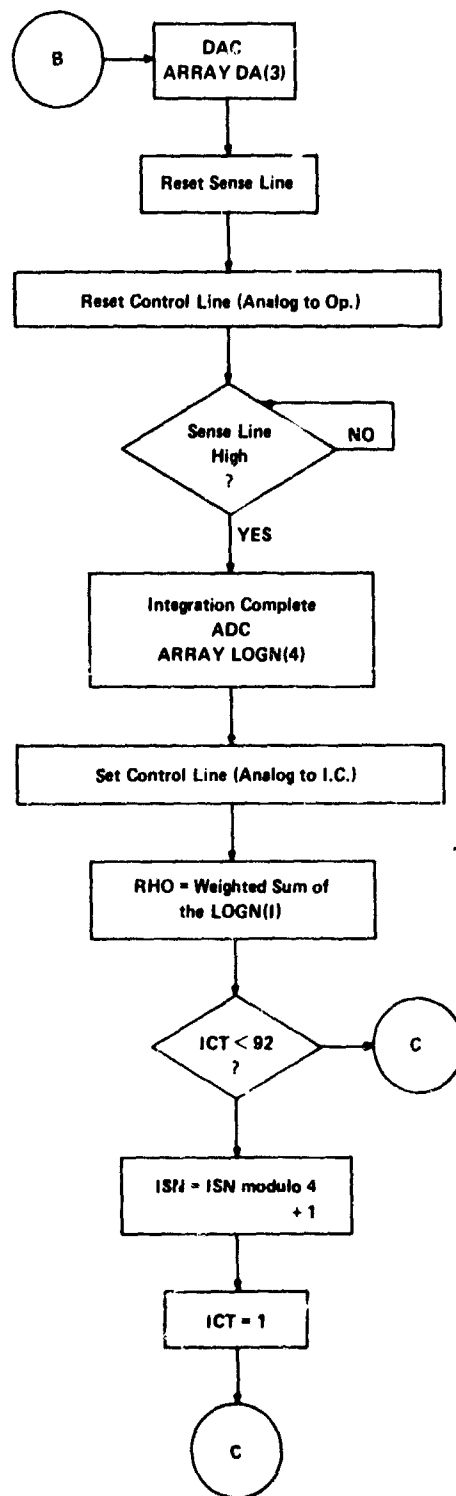 B
DAC
ARRAY DA(3)
Reset Sense Line
Reset Control Line (Analog to Op.)
Sense Line
High
?
NO
YES
Integration Complete
ADC
ARRAY LOGN(4)
Set Control Line (Analog to I.C.)
RHO = Weighted Sum of
the LOGN(I)
ICT < 92
?
C
ISN = ISN modulo 4
+ 1
ICT = 1
C